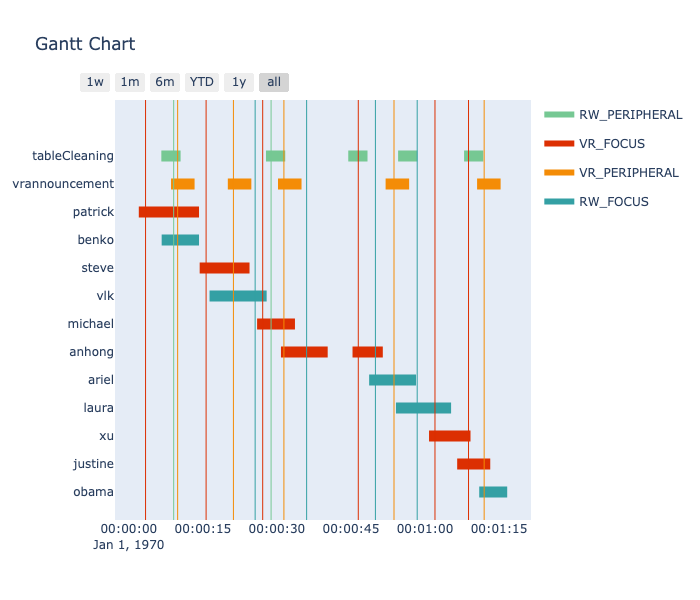 Gantt Chart
1w 1m 6m YTD 1y all
RW_PERIPHERAL
VR_FOCUS
VR_PERIPHERAL
RW_FOCUS
tableCleaning
vrannouncement
patrick
benko
steve
vlk
michael
anhong
ariel
laura
xu
justine
obama
00:00:00 00:00:15 00:00:30 00:00:45 00:01:00 00:01:15
Jan 1, 1970